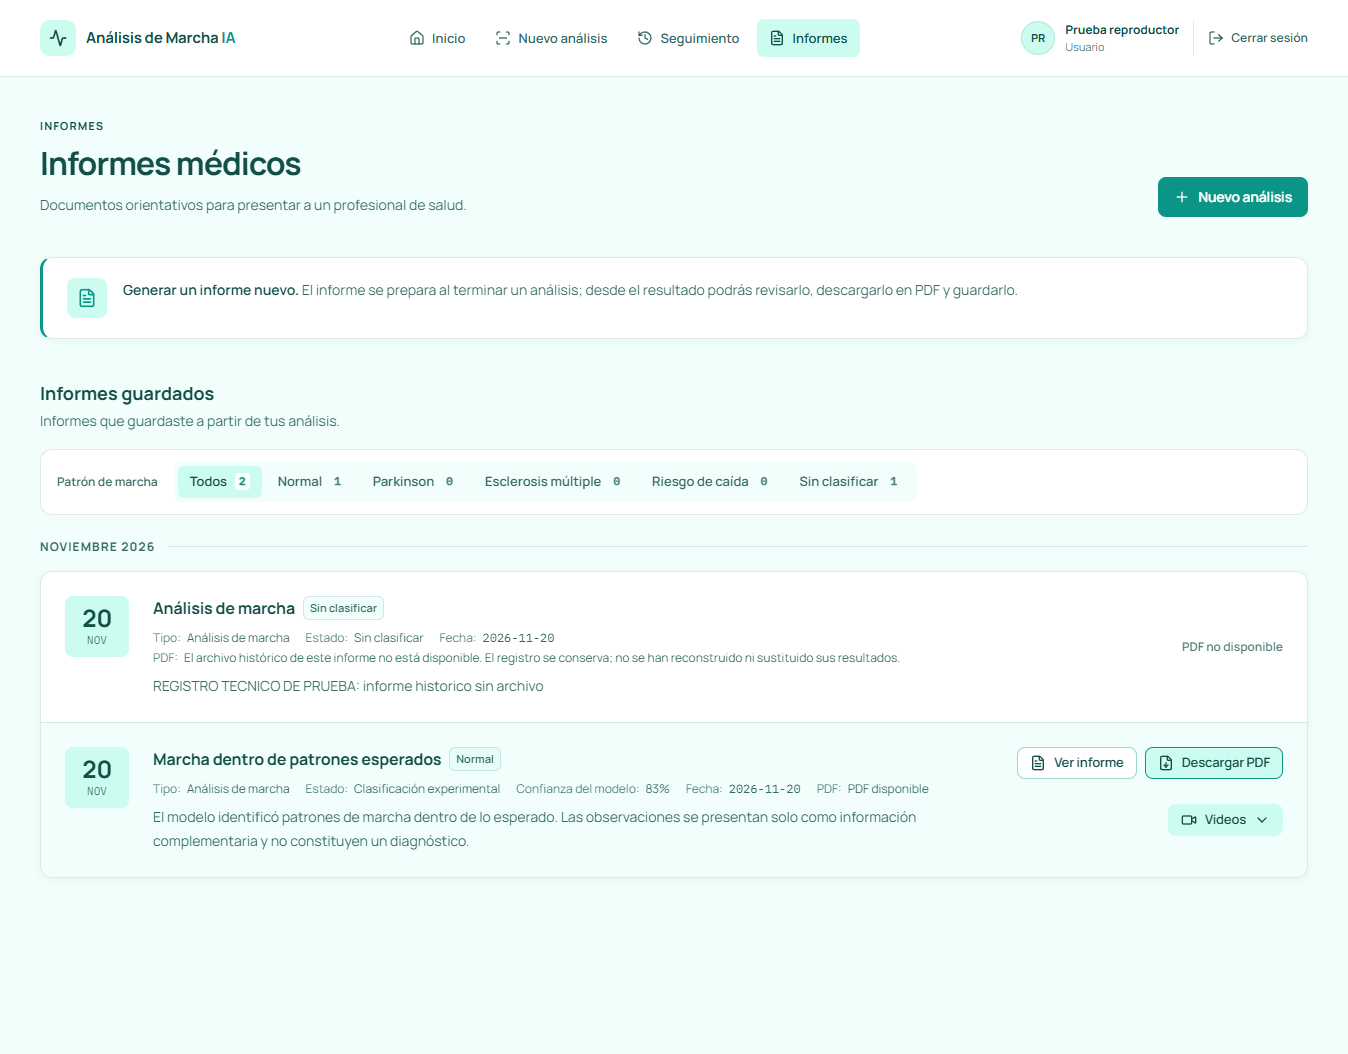 Análisis de Marcha IA
Inicio
Nuevo análisis
Seguimiento
Informes
PR
Prueba reproductor
Usuario
Cerrar sesión
INFORMES
Informes médicos
Documentos orientativos para presentar a un profesional de salud.
Nuevo análisis
Generar un informe nuevo. El informe se prepara al terminar un análisis; desde el resultado podrás revisarlo, descargarlo en PDF y guardarlo.
Informes guardados
Informes que guardaste a partir de tus análisis.
Patrón de marcha Todos 2 Normal 1 Parkinson 0 Esclerosis múltiple 0 Riesgo de caída 0 Sin clasificar 1
NOVIEMBRE 2026
20
NOV
Análisis de marcha Sin clasificar
Tipo: Análisis de marcha Estado: Sin clasificar Fecha: 2026-11-20
PDF: El archivo histórico de este informe no está disponible. El registro se conserva; no se han reconstruido ni sustituido sus resultados.
REGISTRO TECNICO DE PRUEBA: informe historico sin archivo
PDF no disponible
20
NOV
Marcha dentro de patrones esperados Normal
Tipo: Análisis de marcha Estado: Clasificación experimental Confianza del modelo: 83% Fecha: 2026-11-20 PDF: PDF disponible
El modelo identificó patrones de marcha dentro de lo esperado. Las observaciones se presentan solo como información
complementaria y no constituyen un diagnóstico.
Ver informe
Descargar PDF
Videos